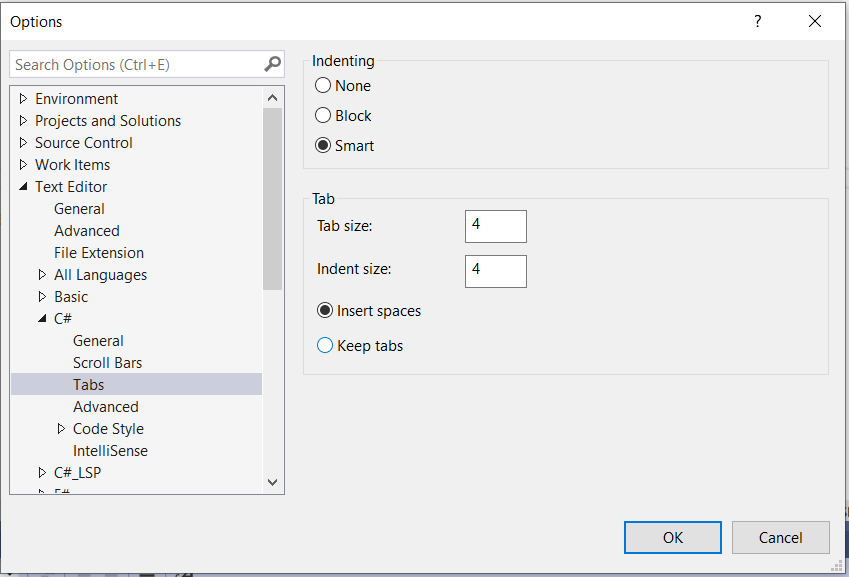 Options
?
Search Options (Ctrl+E)
Environment
Projects and Solutions
Source Control
Work Items
Text Editor
General
Advanced
File Extension
All Languages
Basic
C#
General
Scroll Bars
Tabs
Advanced
Code Style
IntelliSense
C#_LSP
F#
Indenting
None
Block
Smart
Tab
Tab size: 4
Indent size: 4
Insert spaces
Keep tabs
OK Cancel